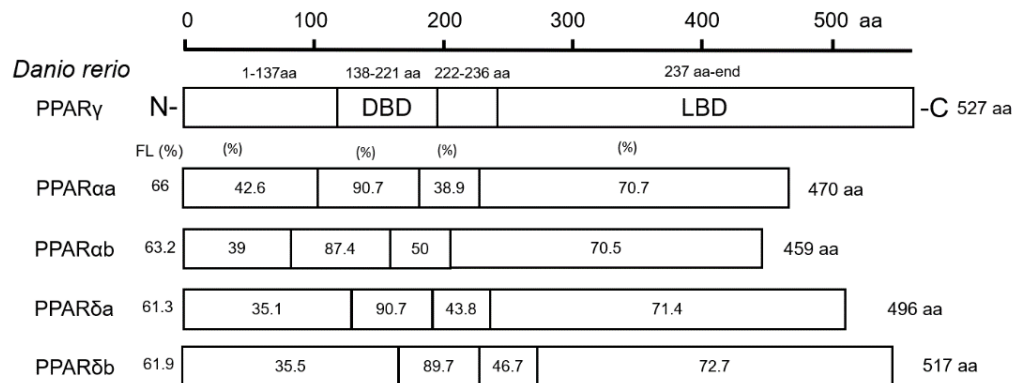 0 100 200 300 400 500 aa
Danio rerio
1-137aa 138-221 aa 222-236 aa 237 aa-end
PPARγ N- DBD LBD -C 527 aa
FL (%) (%) (%) (%) (%)
PPARαa 66 42.6 90.7 38.9 70.7 470 aa
PPARαb 63.2 39 87.4 50 70.5 459 aa
PPARδa 61.3 35.1 90.7 43.8 71.4 496 aa
PPARδb 61.9 35.5 89.7 46.7 72.7 517 aa